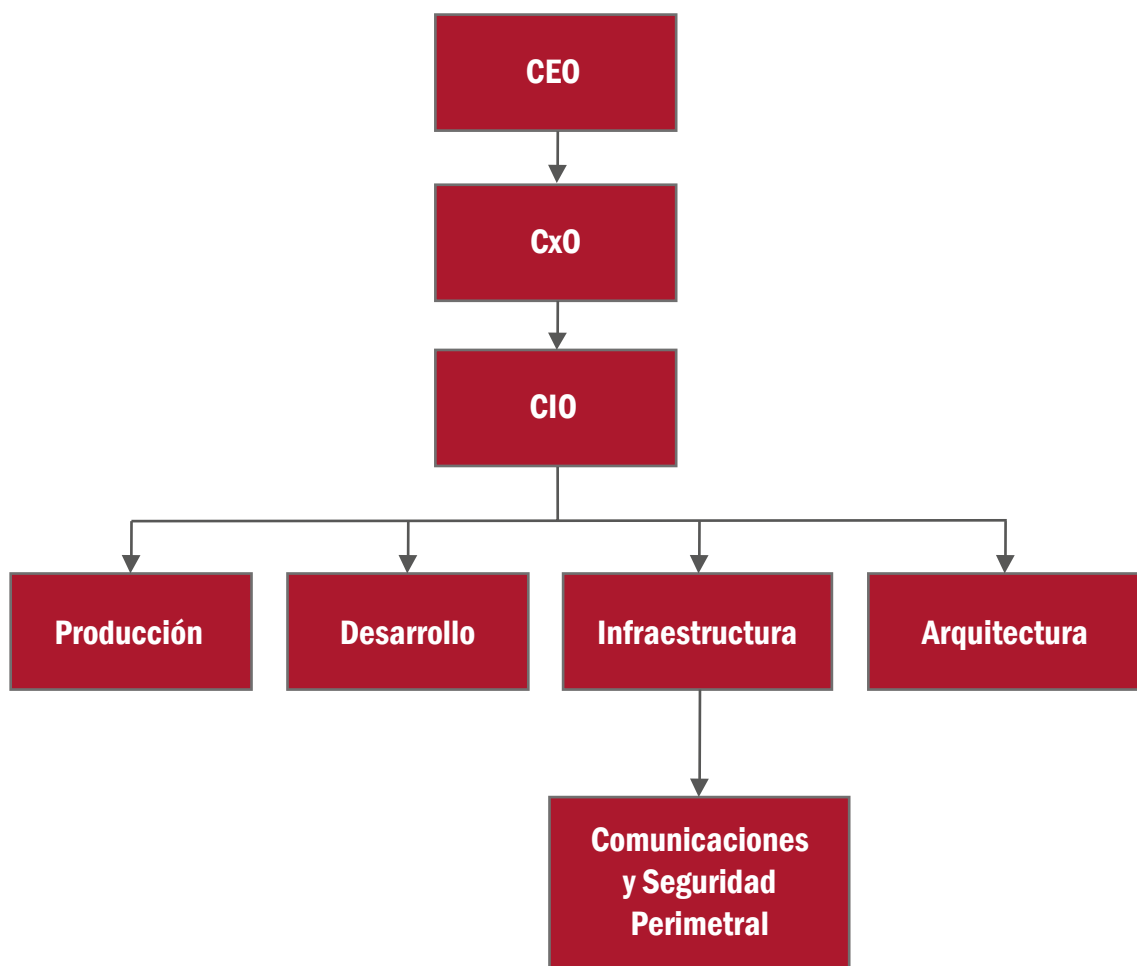 CEO
CxO
CIO
Producción
Desarrollo
Infraestructura
Arquitectura
Comunicaciones
y Seguridad
Perimetral